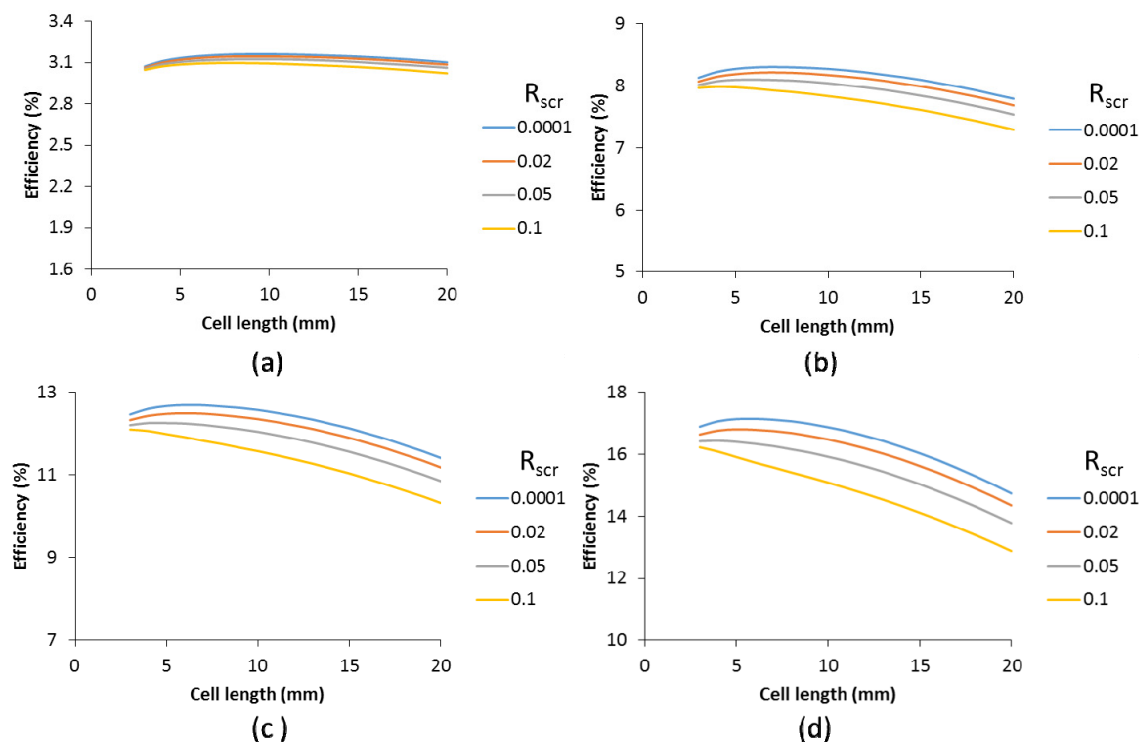 3.4
3.1
2.8
2.5
2.2
1.9
1.6
Efficiency (%)
0 5 10 15 20
Cell length (mm)
Rscr
0.0001
0.02
0.05
0.1
(a)
9
8
7
6
5
Efficiency (%)
0 5 10 15 20
Cell length (mm)
Rscr
0.0001
0.02
0.05
0.1
(b)
13
11
9
7
Efficiency (%)
0 5 10 15 20
Cell length (mm)
Rscr
0.0001
0.02
0.05
0.1
(c )
18
16
14
12
10
Efficiency (%)
0 5 10 15 20
Cell length (mm)
Rscr
0.0001
0.02
0.05
0.1
(d)